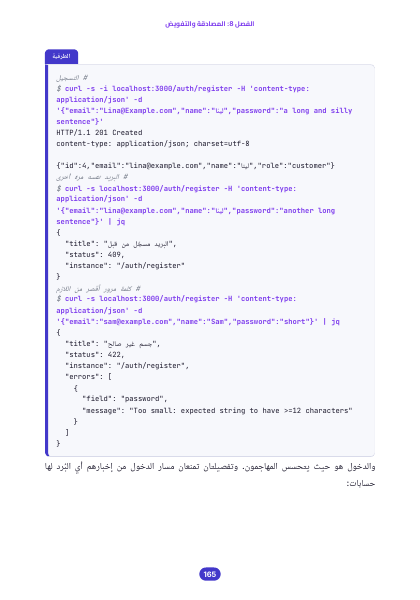 الفصل 8: المصادقة والتفويض
الطرفية
# التسجيل
$ curl -s -i localhost:3000/auth/register -H 'content-type:
application/json' -d
'{"email":"Lina@Example.com","name":"لينا","password":"a long and silly
sentence"}'
HTTP/1.1 201 Created
content-type: application/json; charset=utf-8
{"id":4,"email":"lina@example.com","name":"لينا","role":"customer"}
# البريد نفسه مرة أخرى
$ curl -s localhost:3000/auth/register -H 'content-type:
application/json' -d
'{"email":"lina@example.com","name":"لينا","password":"another long
sentence"}' | jq
{
"title": "البريد مسجّل من قبل",
"status": 409,
"instance": "/auth/register"
}
# كلمة مرور أقصر من اللازم
$ curl -s localhost:3000/auth/register -H 'content-type:
application/json' -d
'{"email":"sam@example.com","name":"Sam","password":"short"}' | jq
{
"title": "جسم غير صالح",
"status": 422,
"instance": "/auth/register",
"errors": [
{
"field": "password",
"message": "Too small: expected string to have >=12 characters"
}
]
}
والدخول هو حيث يتحسس المهاجمون. وتفصيلتان تمنعان مسار الدخول من إخبارهم أي البُرد لها
حسابات:
165